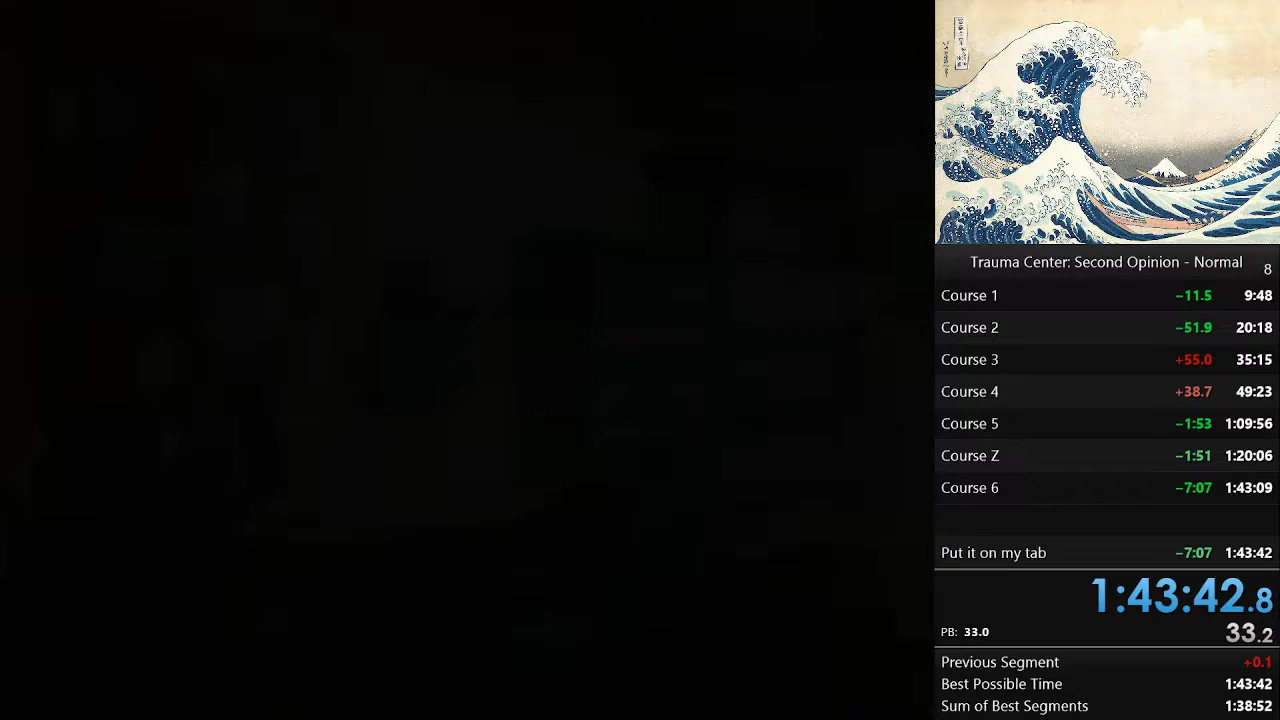 Trauma Center: Second Opinion - Normal
8
Course 1 −11.5 9:48
Course 2 −51.9 20:18
Course 3 +55.0 35:15
Course 4 +38.7 49:23
Course 5 −1:53 1:09:56
Course Z −1:51 1:20:06
Course 6 −7:07 1:43:09
Put it on my tab −7:07 1:43:42
1:43:42.8
PB: 33.0 33.2
Previous Segment +0.1
Best Possible Time 1:43:42
Sum of Best Segments 1:38:52